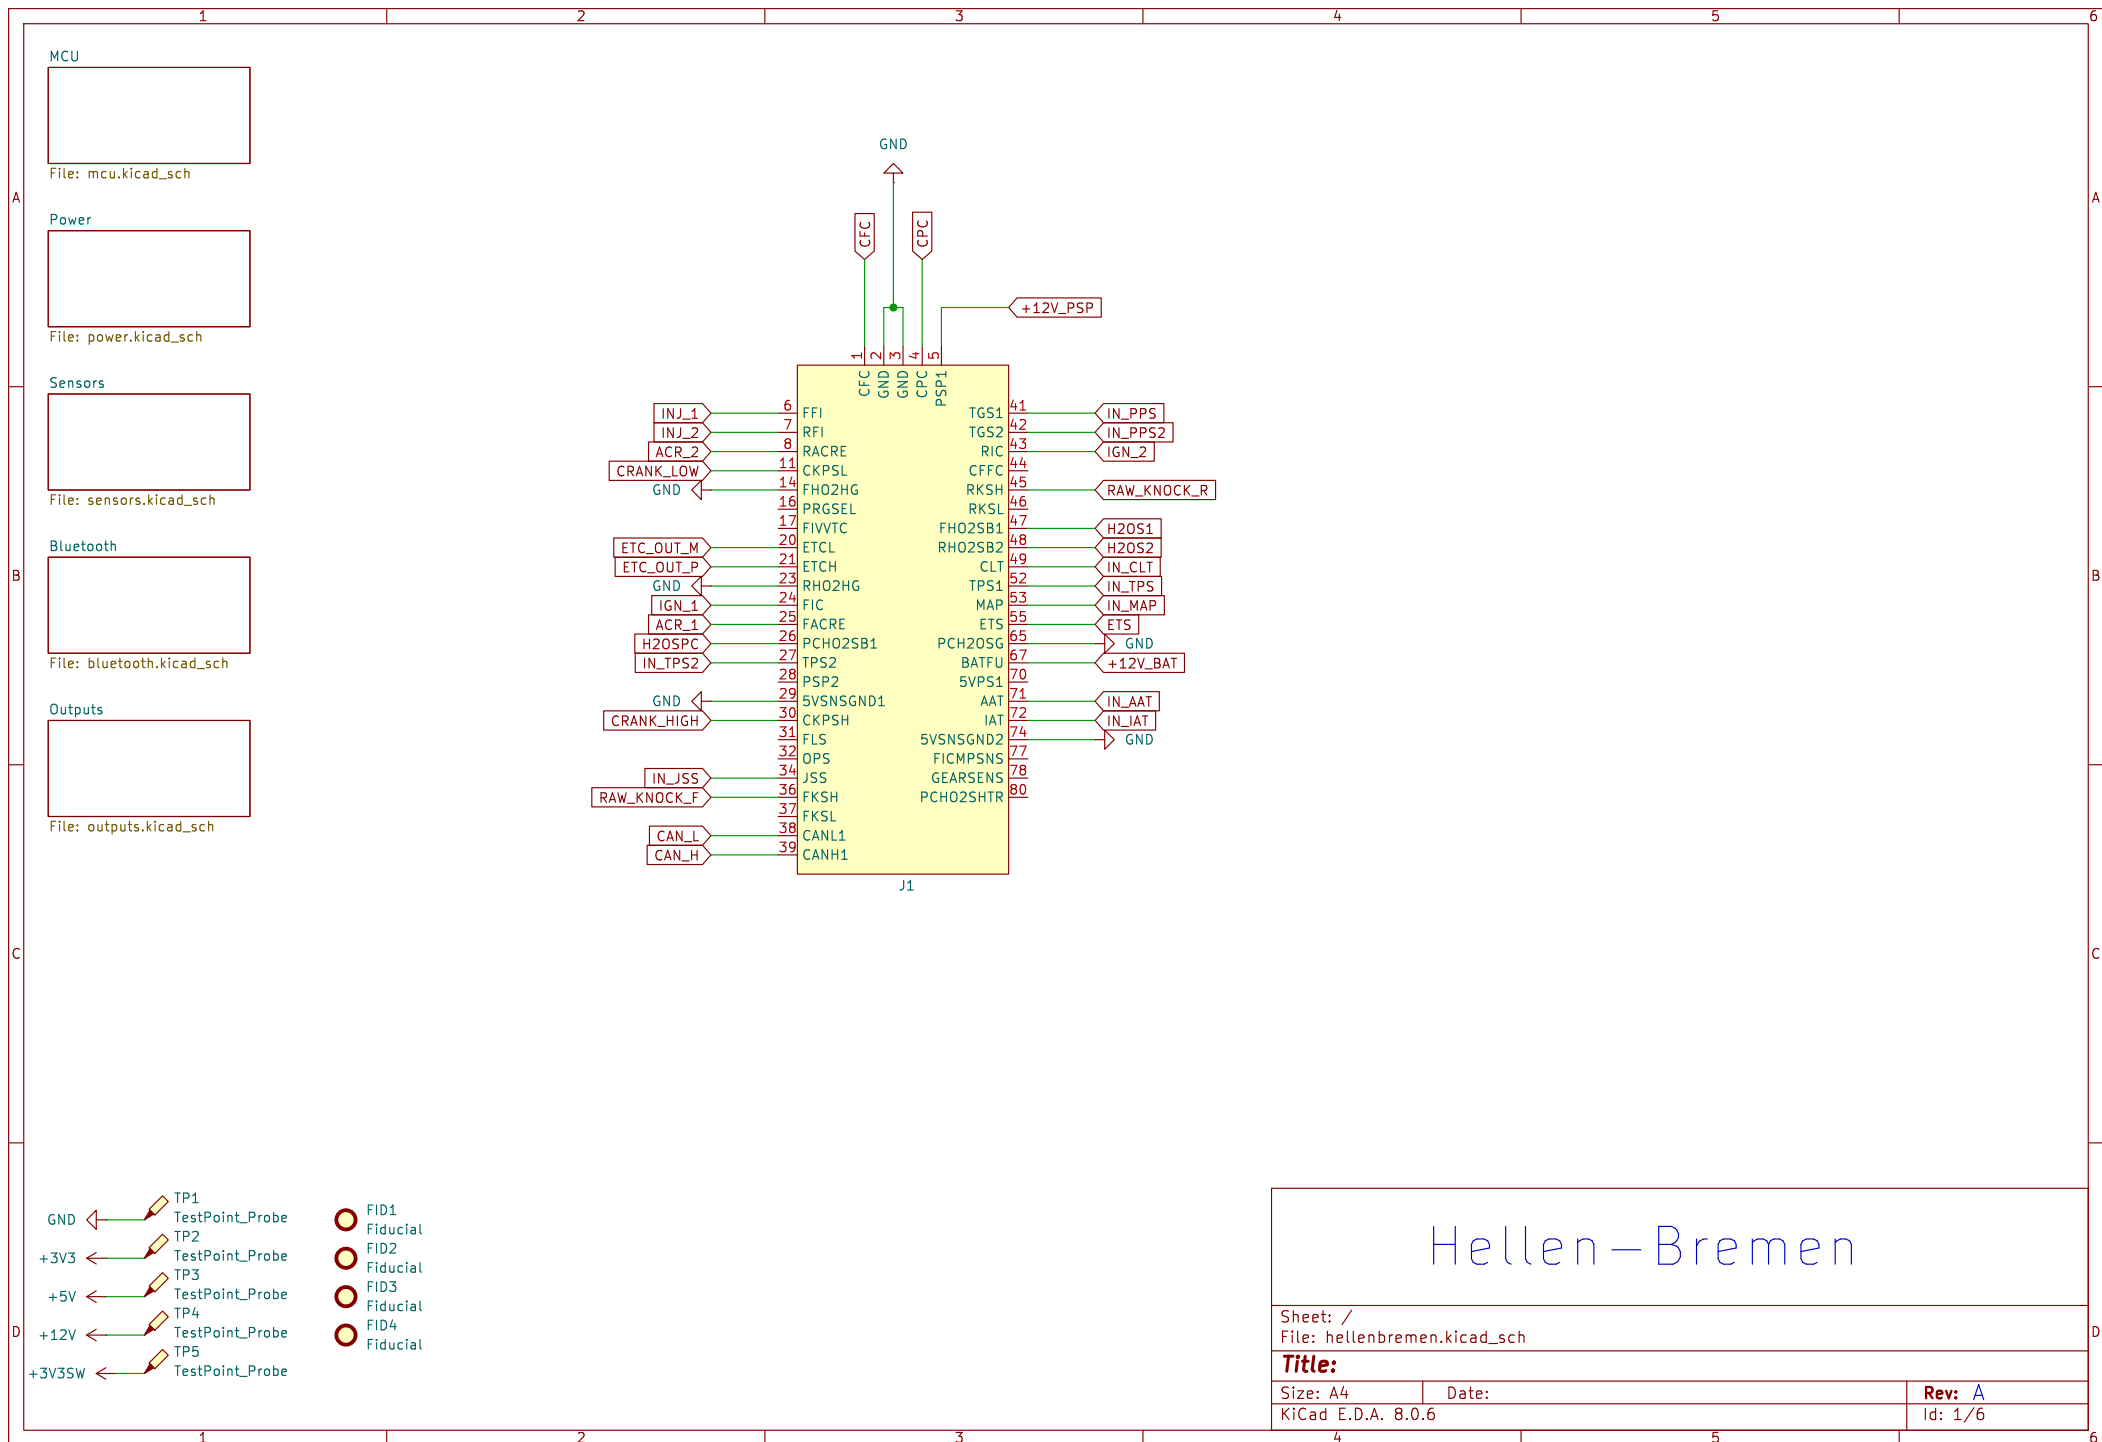 1 2 3 4 5 6
A
B
C
D
A
B
C
D
1 2 3 4 5 6
MCU
File: mcu.kicad_sch
Power
File: power.kicad_sch
Sensors
File: sensors.kicad_sch
Bluetooth
File: bluetooth.kicad_sch
Outputs
File: outputs.kicad_sch
GND
CFC
CPC
+12V_PSP
1 2 3 4 5
CFC GND GND CPC PSP1
INJ_1 6 FFI
INJ_2 7 RFI
ACR_2 8 RACRE
CRANK_LOW 11 CKPSL
GND 14 FHO2HG
16 PRGSEL
17 FIVVTC
ETC_OUT_M 20 ETCL
ETC_OUT_P 21 ETCH
GND 23 RHO2HG
IGN_1 24 FIC
ACR_1 25 FACRE
H2OSPC 26 PCHO2SB1
IN_TPS2 27 TPS2
28 PSP2
GND 29 5VSNSGND1
CRANK_HIGH 30 CKPSH
31 FLS
32 OPS
IN_JSS 34 JSS
RAW_KNOCK_F 36 FKSH
37 FKSL
CAN_L 38 CANL1
CAN_H 39 CANH1
TGS1 41 IN_PPS
TGS2 42 IN_PPS2
RIC 43 IGN_2
CFFC 44
RKSH 45 RAW_KNOCK_R
RKSL 46
FHO2SB1 47 H2OS1
RHO2SB2 48 H2OS2
CLT 49 IN_CLT
TPS1 52 IN_TPS
MAP 53 IN_MAP
ETS 55 ETS
PCH2OSG 65 GND
BATFU 67 +12V_BAT
5VPS1 70
AAT 71 IN_AAT
IAT 72 IN_IAT
5VSNSGND2 74 GND
FICMPSNS 77
GEARSENS 78
PCHO2SHTR 80
J1
GND TP1
TestPoint_Probe
+3V3 TP2
TestPoint_Probe
+5V TP3
TestPoint_Probe
+12V TP4
TestPoint_Probe
+3V3SW TP5
TestPoint_Probe
FID1
Fiducial
FID2
Fiducial
FID3
Fiducial
FID4
Fiducial
Hellen-Bremen
Sheet: /
File: hellenbremen.kicad_sch
Title:
Size: A4 Date: Rev: A
KiCad E.D.A. 8.0.6 Id: 1/6